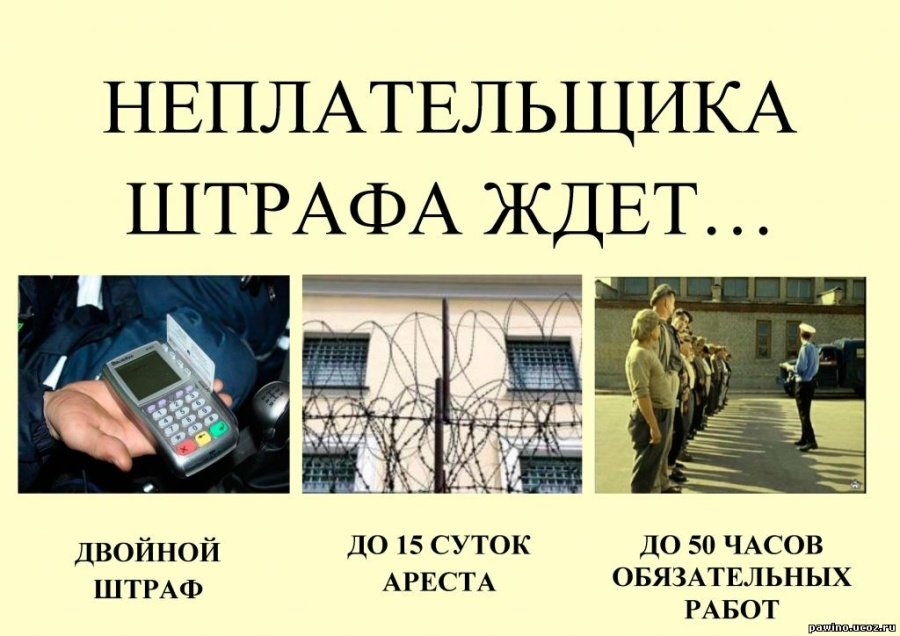 НЕПЛАТЕЛЬЩИКА
ШТРАФА ЖДЕТ...
ДВОЙНОЙ
ШТРАФ
ДО 15 СУТОК
АРЕСТА
ДО 50 ЧАСОВ
ОБЯЗАТЕЛЬНЫХ
РАБОТ
pawino.ucoz.ru